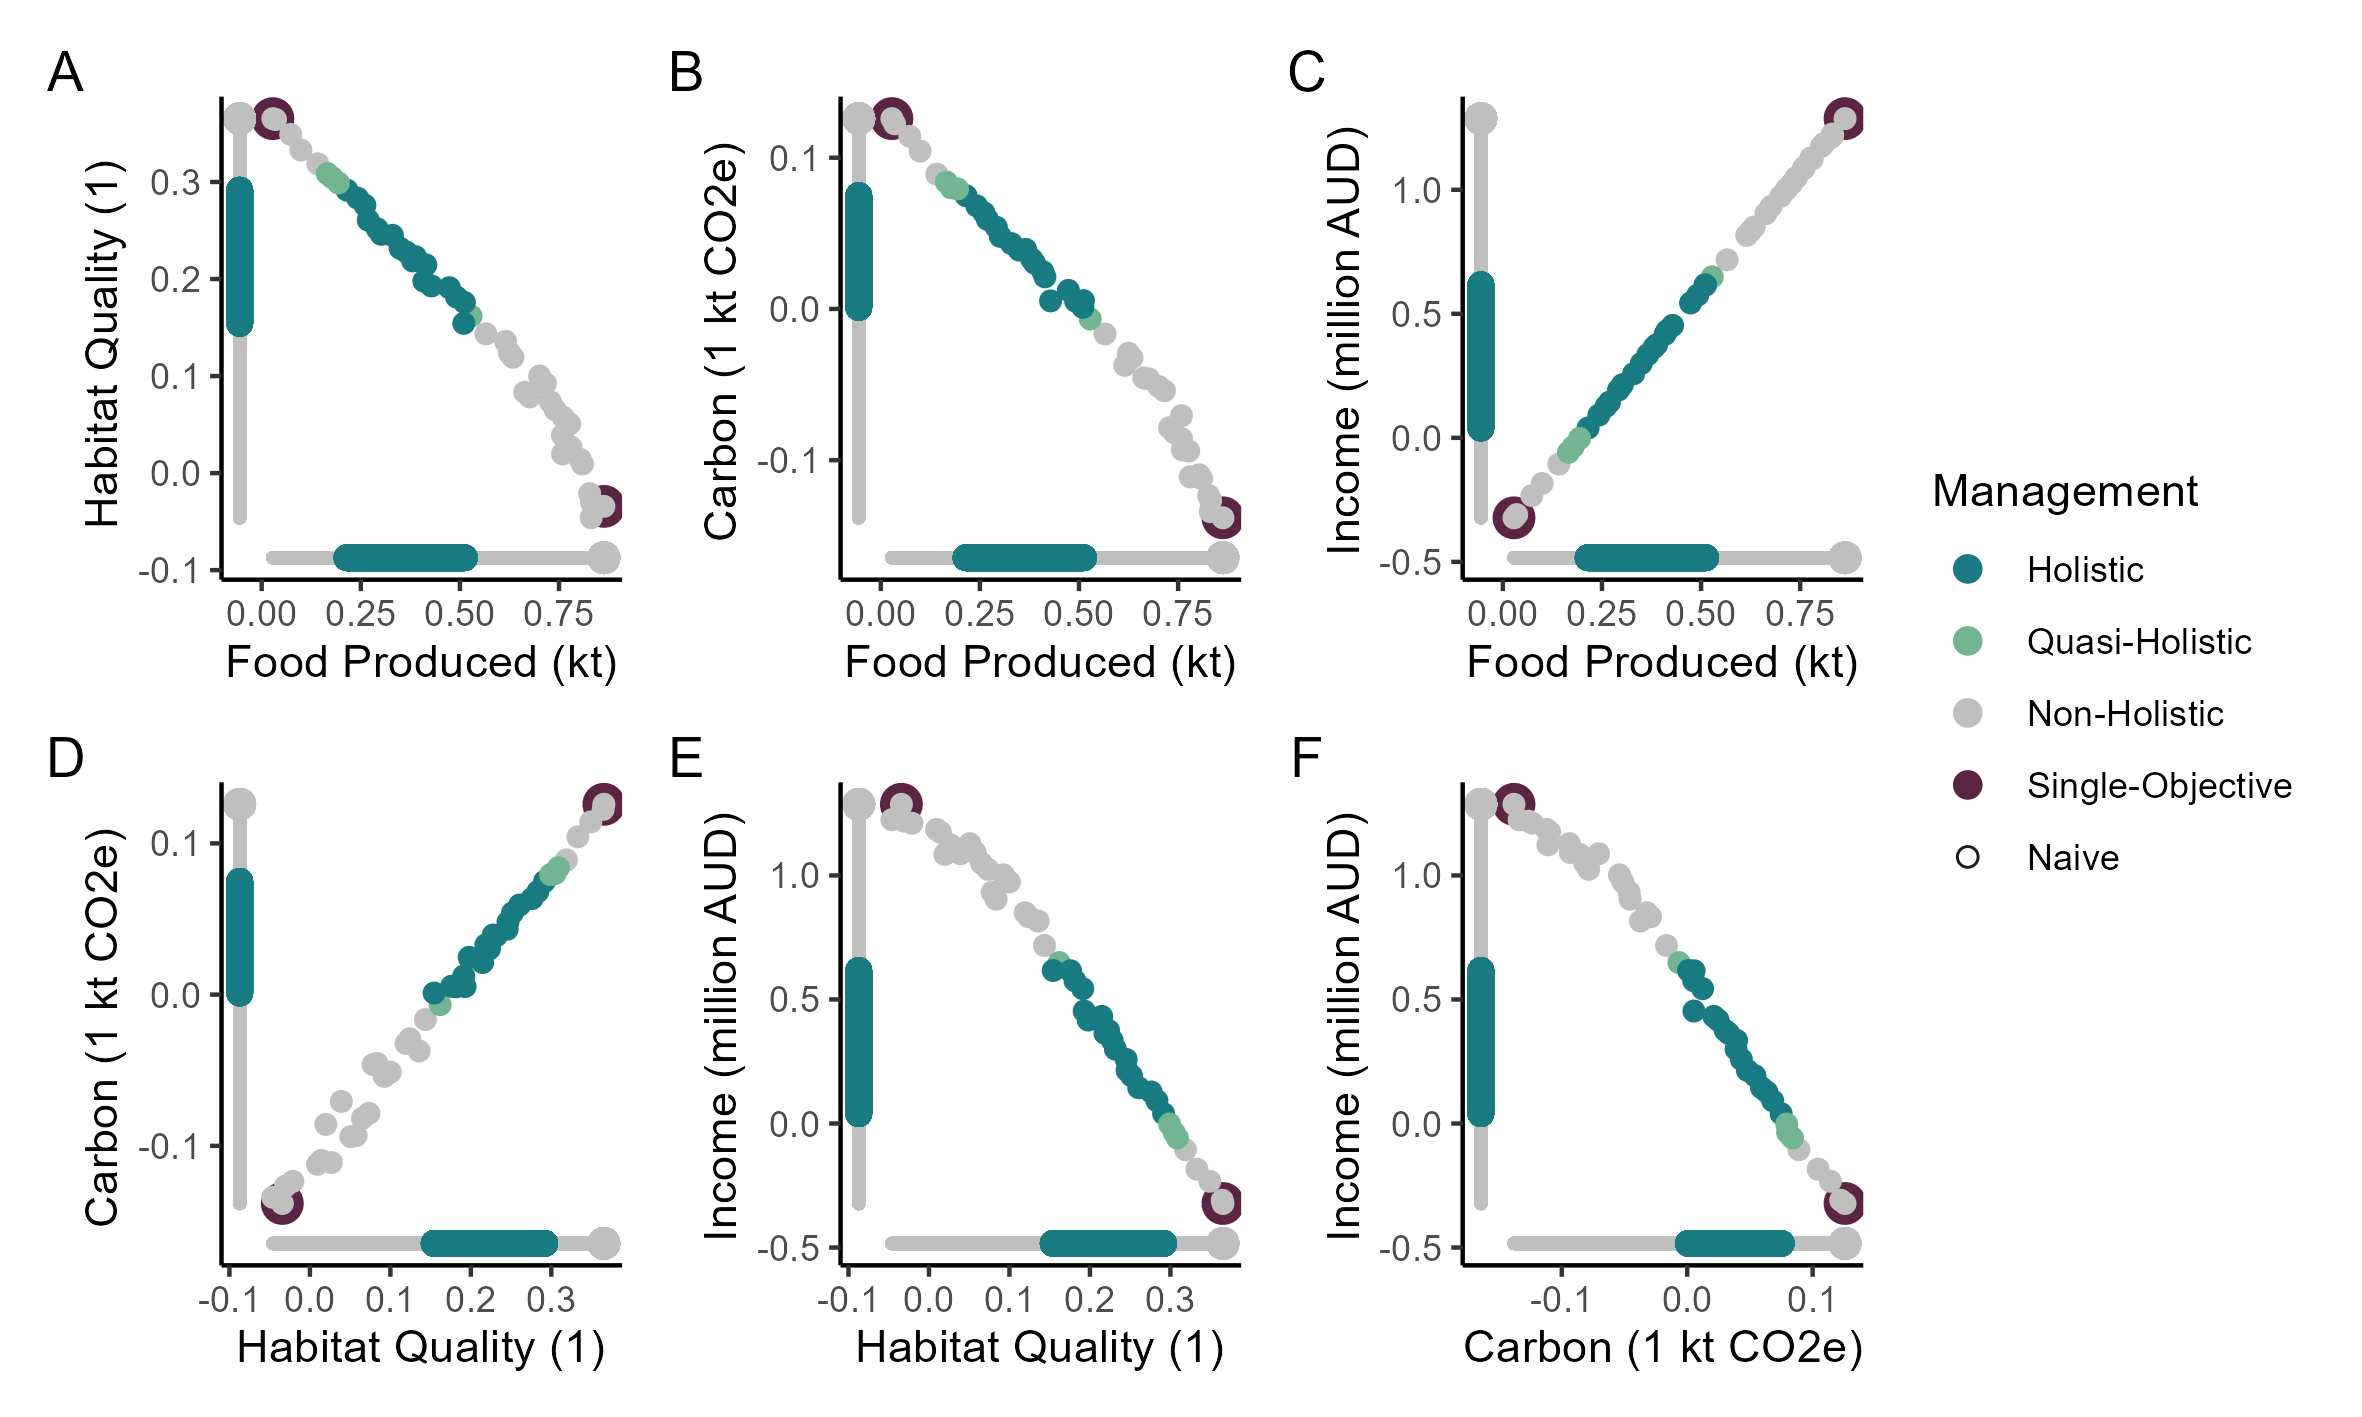 A
B
C
Habitat Quality (1)
0.3
0.2
0.1
0.0
-0.1
0.00 0.25 0.50 0.75
Food Produced (kt)
Carbon (1 kt CO2e)
0.1
0.0
-0.1
0.00 0.25 0.50 0.75
Food Produced (kt)
Income (million AUD)
1.0
0.5
0.0
-0.5
0.00 0.25 0.50 0.75
Food Produced (kt)
Management
Holistic
Quasi-Holistic
Non-Holistic
Single-Objective
Naive
D
E
F
Carbon (1 kt CO2e)
0.1
0.0
-0.1
-0.1 0.0 0.1 0.2 0.3
Habitat Quality (1)
Income (million AUD)
1.0
0.5
0.0
-0.5
-0.1 0.0 0.1 0.2 0.3
Habitat Quality (1)
Income (million AUD)
1.0
0.5
0.0
-0.5
-0.1 0.0 0.1
Carbon (1 kt CO2e)